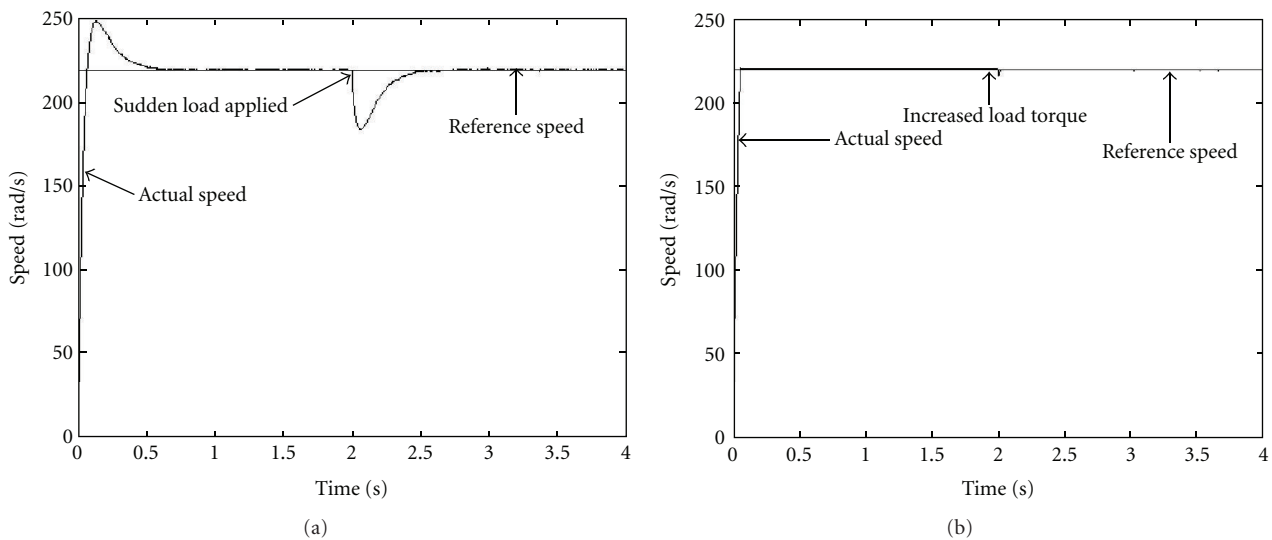 250
200
150
100
50
0
Speed (rad/s)
Sudden load applied
Reference speed
Actual speed
0 0.5 1 1.5 2 2.5 3 3.5 4
Time (s)
(a)
250
200
150
100
50
0
Speed (rad/s)
Increased load torque
Actual speed
Reference speed
0 0.5 1 1.5 2 2.5 3 3.5 4
Time (s)
(b)